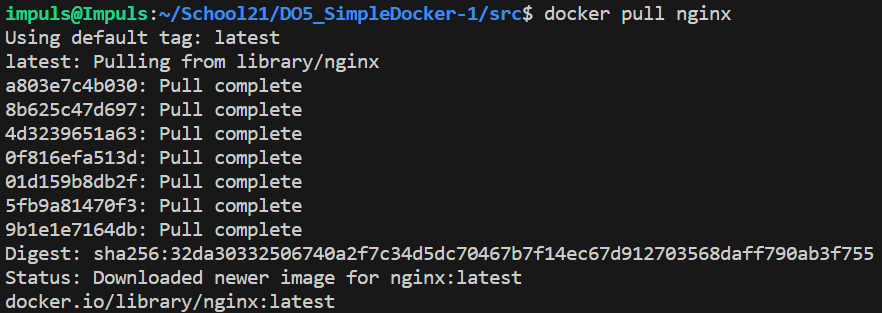 impuls@Impuls:~/School21/DO5_SimpleDocker-1/src$ docker pull nginx
Using default tag: latest
latest: Pulling from library/nginx
a803e7c4b030: Pull complete
8b625c47d697: Pull complete
4d3239651a63: Pull complete
0f816efa513d: Pull complete
01d159b8db2f: Pull complete
5fb9a81470f3: Pull complete
9b1e1e7164db: Pull complete
Digest: sha256:32da30332506740a2f7c34d5dc70467b7f14ec67d912703568daff790ab3f755
Status: Downloaded newer image for nginx:latest
docker.io/library/nginx:latest